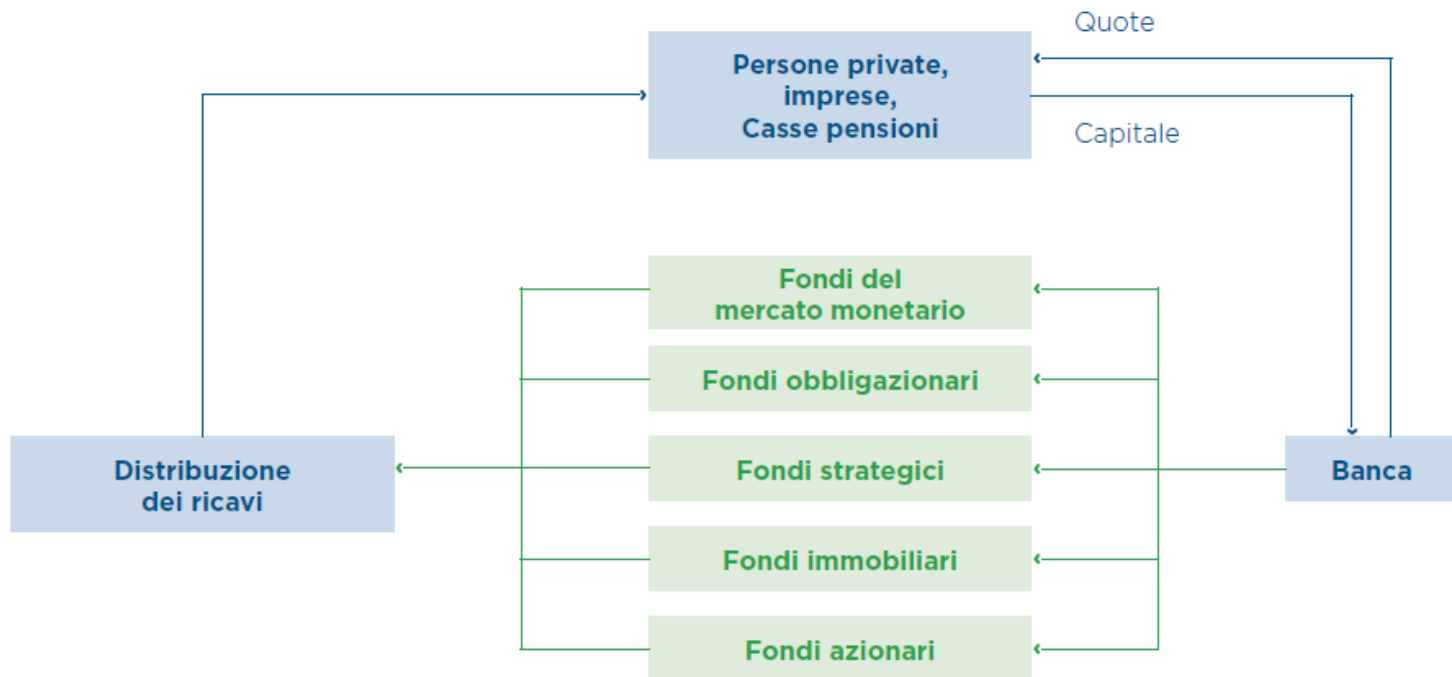 Quote
Persone private,
imprese,
Casse pensioni
Capitale
Fondi del
mercato monetario
Fondi obbligazionari
Distribuzione
dei ricavi
Fondi strategici
Banca
Fondi immobiliari
Fondi azionari